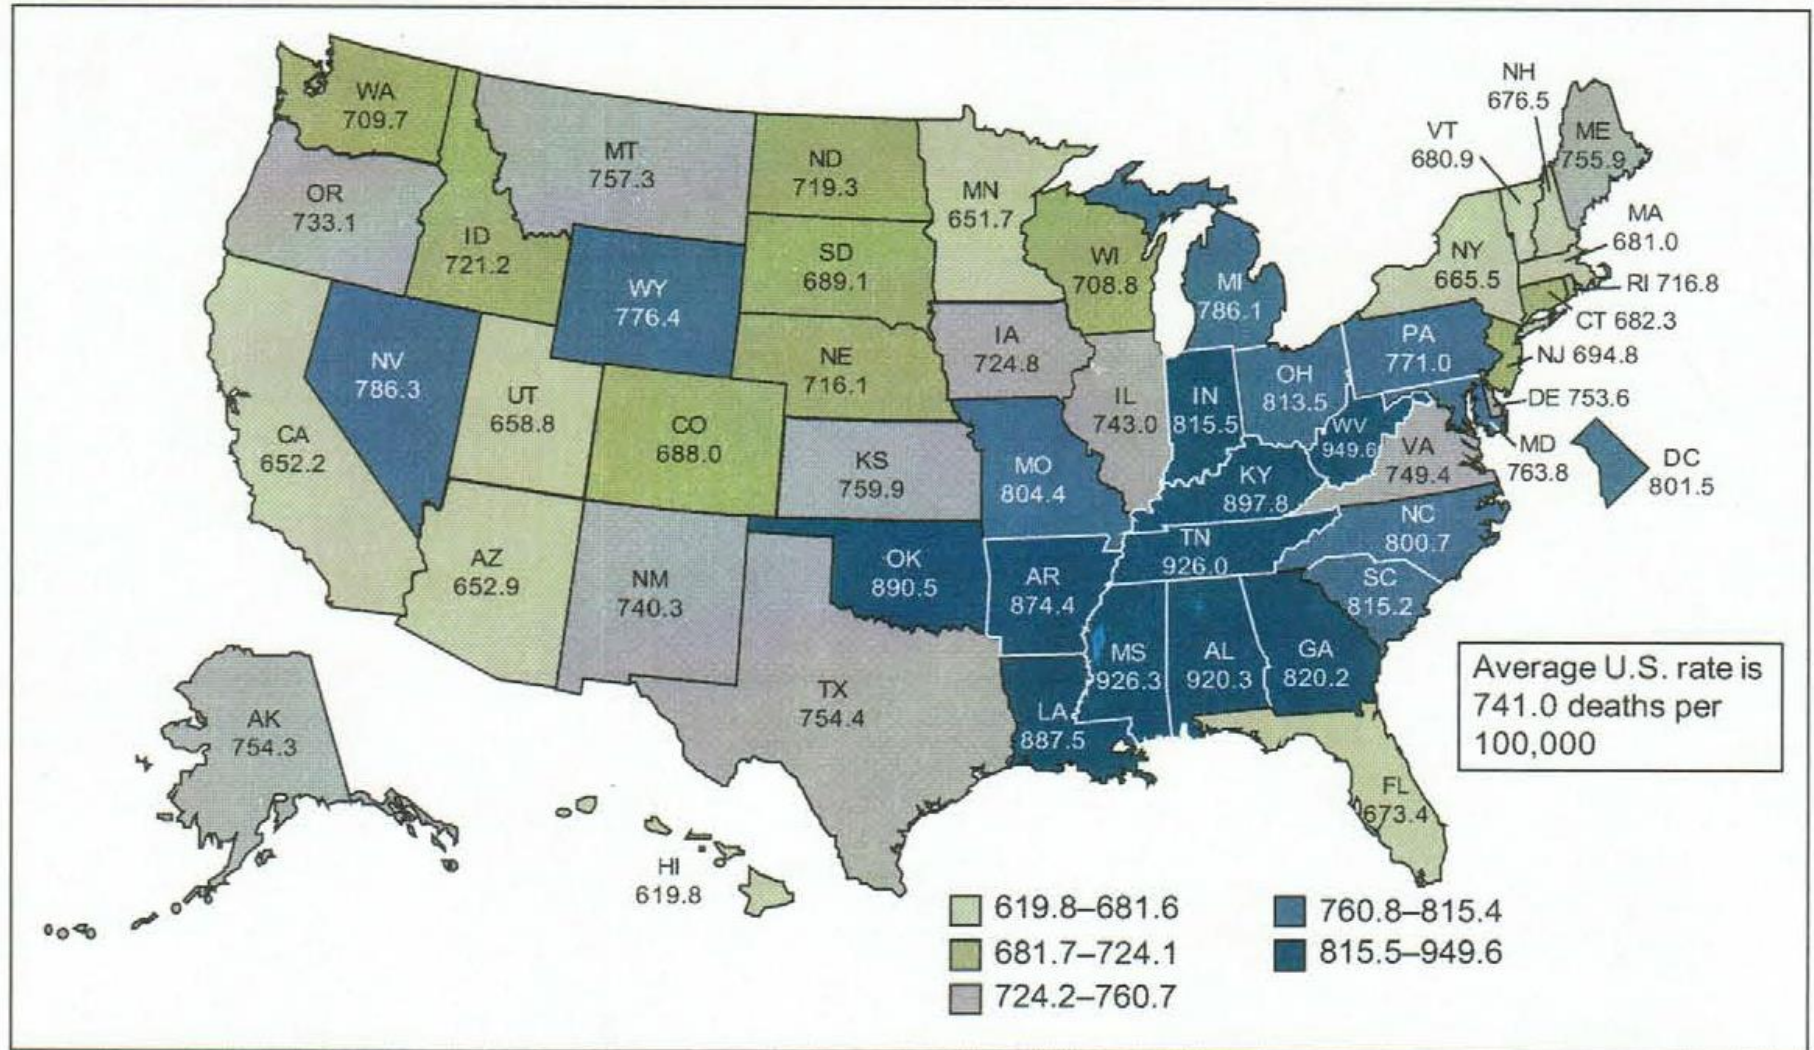 WA
709.7
OR
733.1
ID
721.2
MT
757.3
WY
776.4
NV
786.3
CA
652.2
UT
658.8
AZ
652.9
CO
688.0
NM
740.3
ND
719.3
SD
689.1
NE
716.1
KS
759.9
OK
890.5
TX
754.4
MN
651.7
IA
724.8
MO
804.4
AR
874.4
LA
887.5
WI
708.8
IL
743.0
MI
786.1
IN
815.5
OH
813.5
KY
897.8
TN
926.0
MS
926.3
AL
920.3
GA
820.2
FL
673.4
SC
815.2
NC
800.7
VA
749.4
WV
949.6
PA
771.0
NY
665.5
VT
680.9
NH
676.5
ME
755.9
MA
681.0
RI 716.8
CT 682.3
NJ 694.8
DE 753.6
MD
763.8
DC
801.5
AK
754.3
HI
619.8
Average U.S. rate is
741.0 deaths per
100,000
619.8–681.6
681.7–724.1
724.2–760.7
760.8–815.4
815.5–949.6